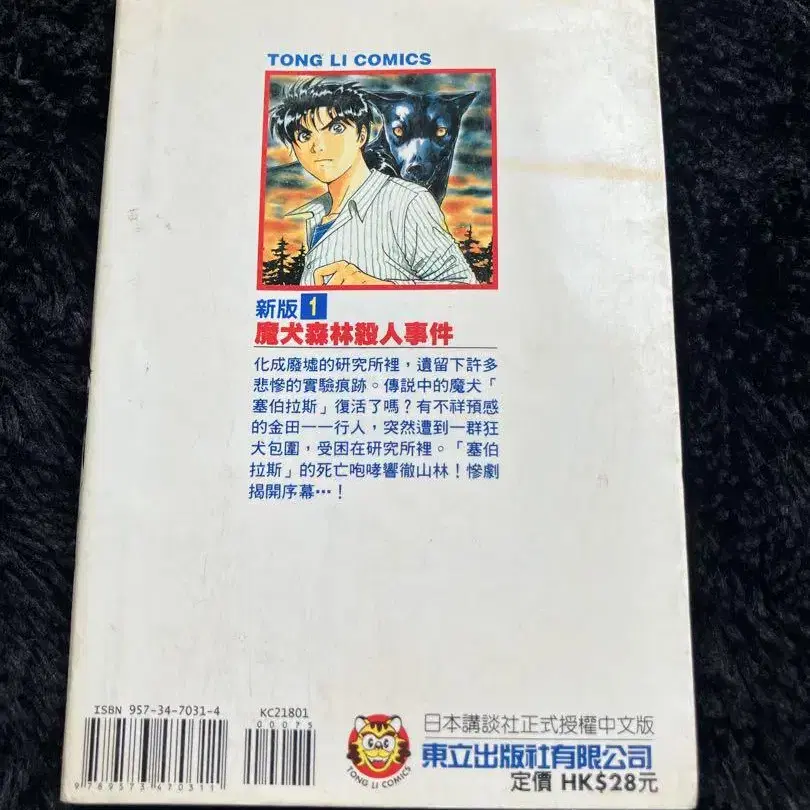 TONG LI COMICS
新版1
魔犬森林殺人事件
化成廢墟的研究所裡，遺留下許多
悲慘的實驗痕跡。傳說中的魔犬「
塞伯拉斯」復活了嗎？有不祥預感
的金田一一行人，突然遭到一群狂
犬包圍，受困在研究所裡。「塞伯
拉斯」的死亡咆哮響徹山林！慘劇
揭開序幕…！
ISBN 957-34-7031-4
KC21801
00075
9789573470311
TONG LI COMICS
日本講談社正式授權中文版
東立出版社有限公司
定價 HK$28元